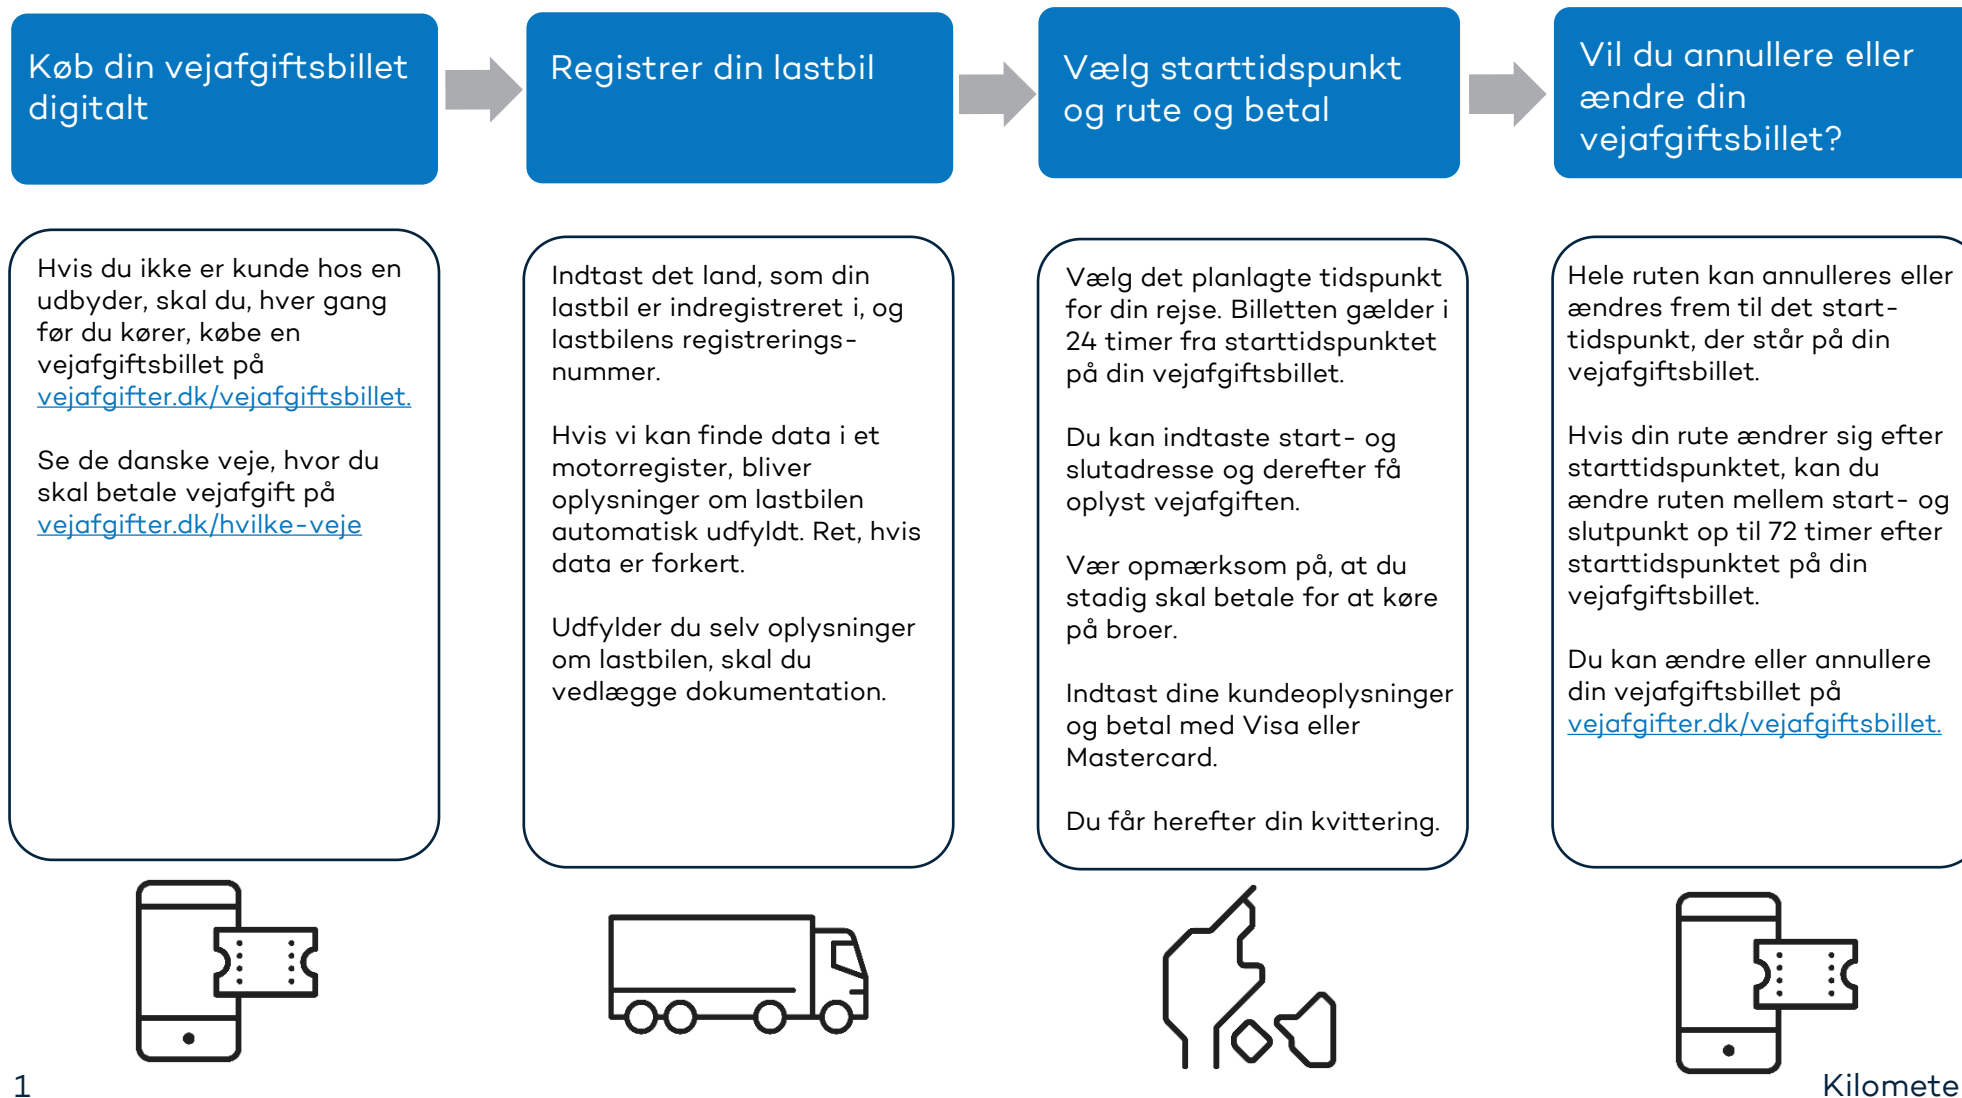 Køb din vejafgiftsbillet
digitalt
Registrer din lastbil
Vælg starttidspunkt
og rute og betal
Vil du annullere eller
ændre din
vejafgiftsbillet?
Hvis du ikke er kunde hos en
udbyder, skal du, hver gang
før du kører, købe en
vejafgiftsbillet på
vejafgifter.dk/vejafgiftsbillet.
Se de danske veje, hvor du
skal betale vejafgift på
vejafgifter.dk/hvilke-veje
Indtast det land, som din
lastbil er indregistreret i, og
lastbilens registrerings-
nummer.
Hvis vi kan finde data i et
motorregister, bliver
oplysninger om lastbilen
automatisk udfyldt. Ret, hvis
data er forkert.
Udfylder du selv oplysninger
om lastbilen, skal du
vedlægge dokumentation.
Vælg det planlagte tidspunkt
for din rejse. Billetten gælder i
24 timer fra starttidspunktet
på din vejafgiftsbillet.
Du kan indtaste start- og
slutadresse og derefter få
oplyst vejafgiften.
Vær opmærksom på, at du
stadig skal betale for at køre
på broer.
Indtast dine kundeoplysninger
og betal med Visa eller
Mastercard.
Du får herefter din kvittering.
Hele ruten kan annulleres eller
ændres frem til det start-
tidspunkt, der står på din
vejafgiftsbillet.
Hvis din rute ændrer sig efter
starttidspunktet, kan du
ændre ruten mellem start- og
slutpunkt op til 72 timer efter
starttidspunktet på din
vejafgiftsbillet.
Du kan ændre eller annullere
din vejafgiftsbillet på
vejafgifter.dk/vejafgiftsbillet.
1
Kilomete